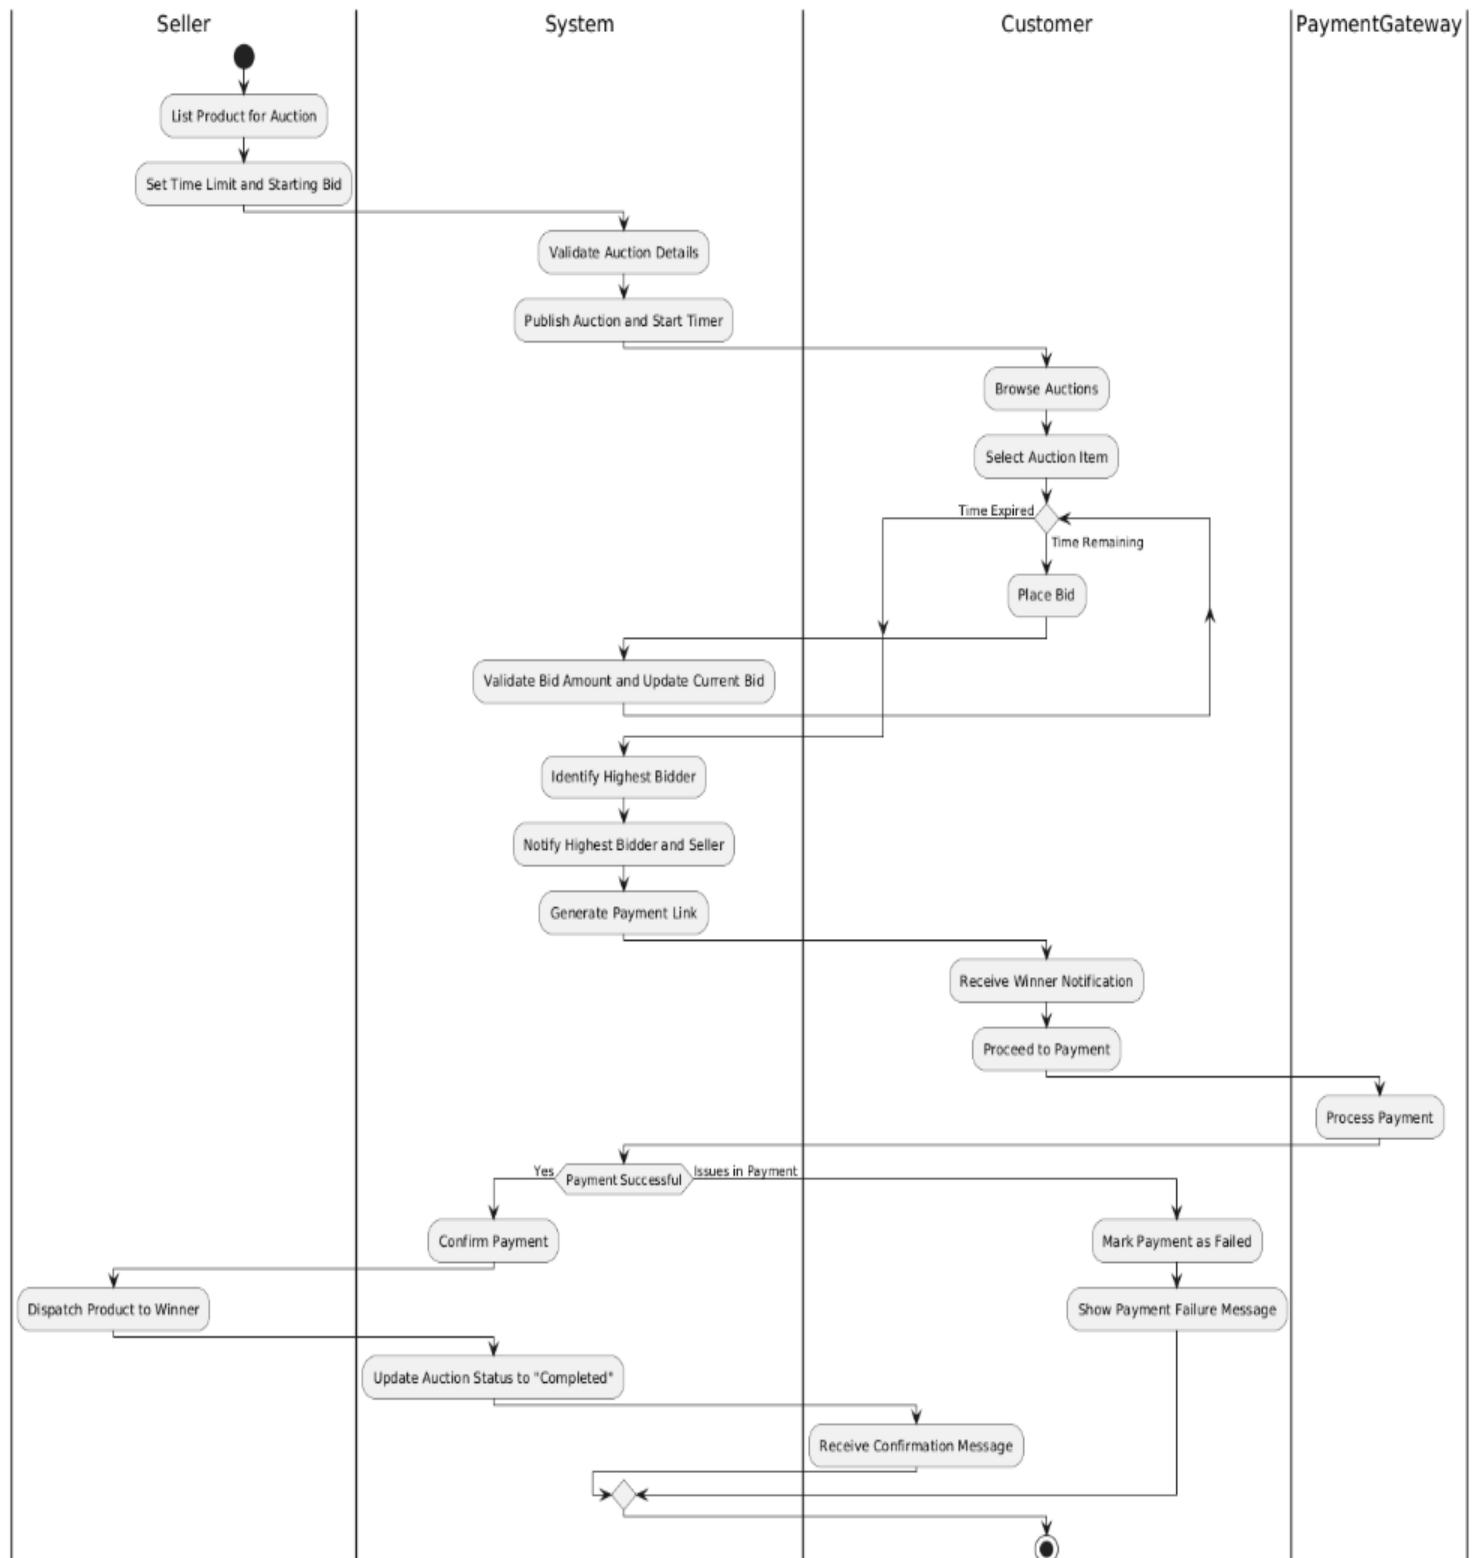 Seller
System
Customer
PaymentGateway
List Product for Auction
Set Time Limit and Starting Bid
Validate Auction Details
Publish Auction and Start Timer
Browse Auctions
Select Auction Item
Time Expired
Time Remaining
Place Bid
Validate Bid Amount and Update Current Bid
Identify Highest Bidder
Notify Highest Bidder and Seller
Generate Payment Link
Receive Winner Notification
Proceed to Payment
Process Payment
Yes
Payment Successful
Issues in Payment
Confirm Payment
Mark Payment as Failed
Dispatch Product to Winner
Show Payment Failure Message
Update Auction Status to "Completed"
Receive Confirmation Message